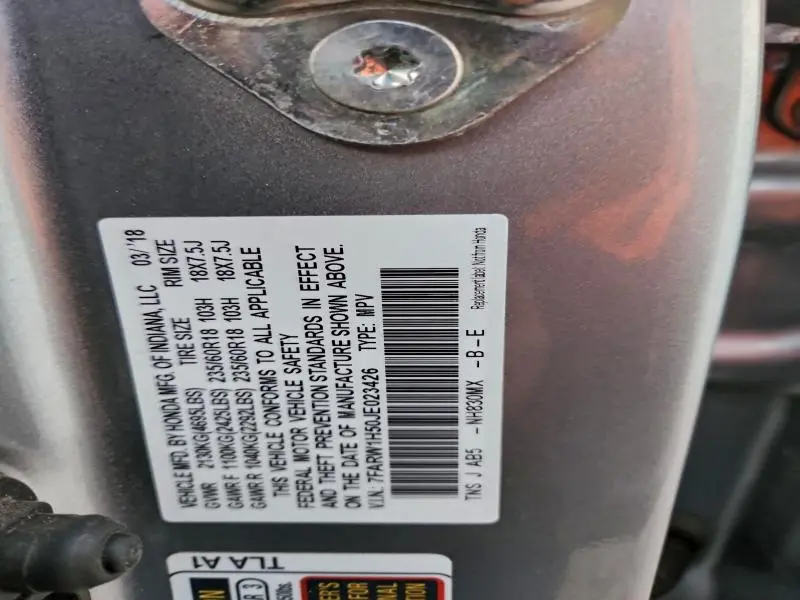 VEHICLE MFD. BY HONDA MFG. OF INDIANA, LLC 03/'18
TIRE SIZE RIM SIZE
GVWR 2130KG(4695LBS)
GAWR F 1100KG(2425LBS) 235/60R18 103H 18X7.5J
GAWR R 1040KG(2292LBS) 235/60R18 103H 18X7.5J
THIS VEHICLE CONFORMS TO ALL APPLICABLE
FEDERAL MOTOR VEHICLE SAFETY
AND THEFT PREVENTION STANDARDS IN EFFECT
ON THE DATE OF MANUFACTURE SHOWN ABOVE.
V.I.N.: 7FARW1H50JE023426 TYPE: MPV
TNS J AB5 - NH830MX - B - E
Replacement label. Not from Honda
TLA A1
R 3
500lbs.